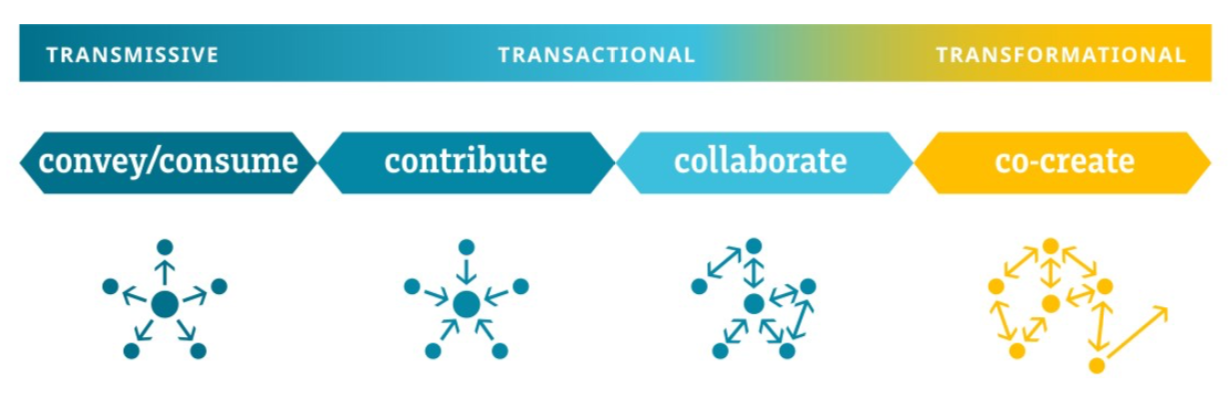 TRANSMISSIVE TRANSACTIONAL TRANSFORMATIONAL
convey/consume contribute collaborate co-create